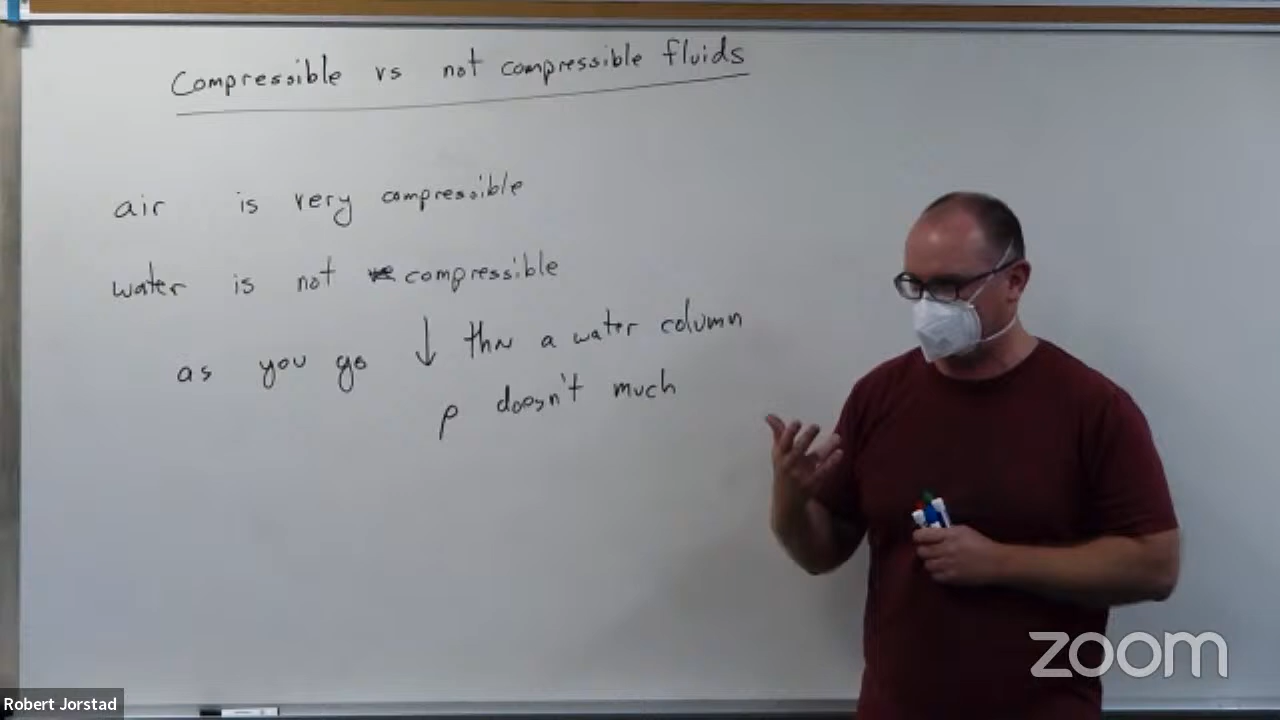 Compressible vs not compressible fluids
air is very compressible
water is not compressible
as you go ↓ thru a water column
ρ doesn't much
zoom
Robert Jorstad